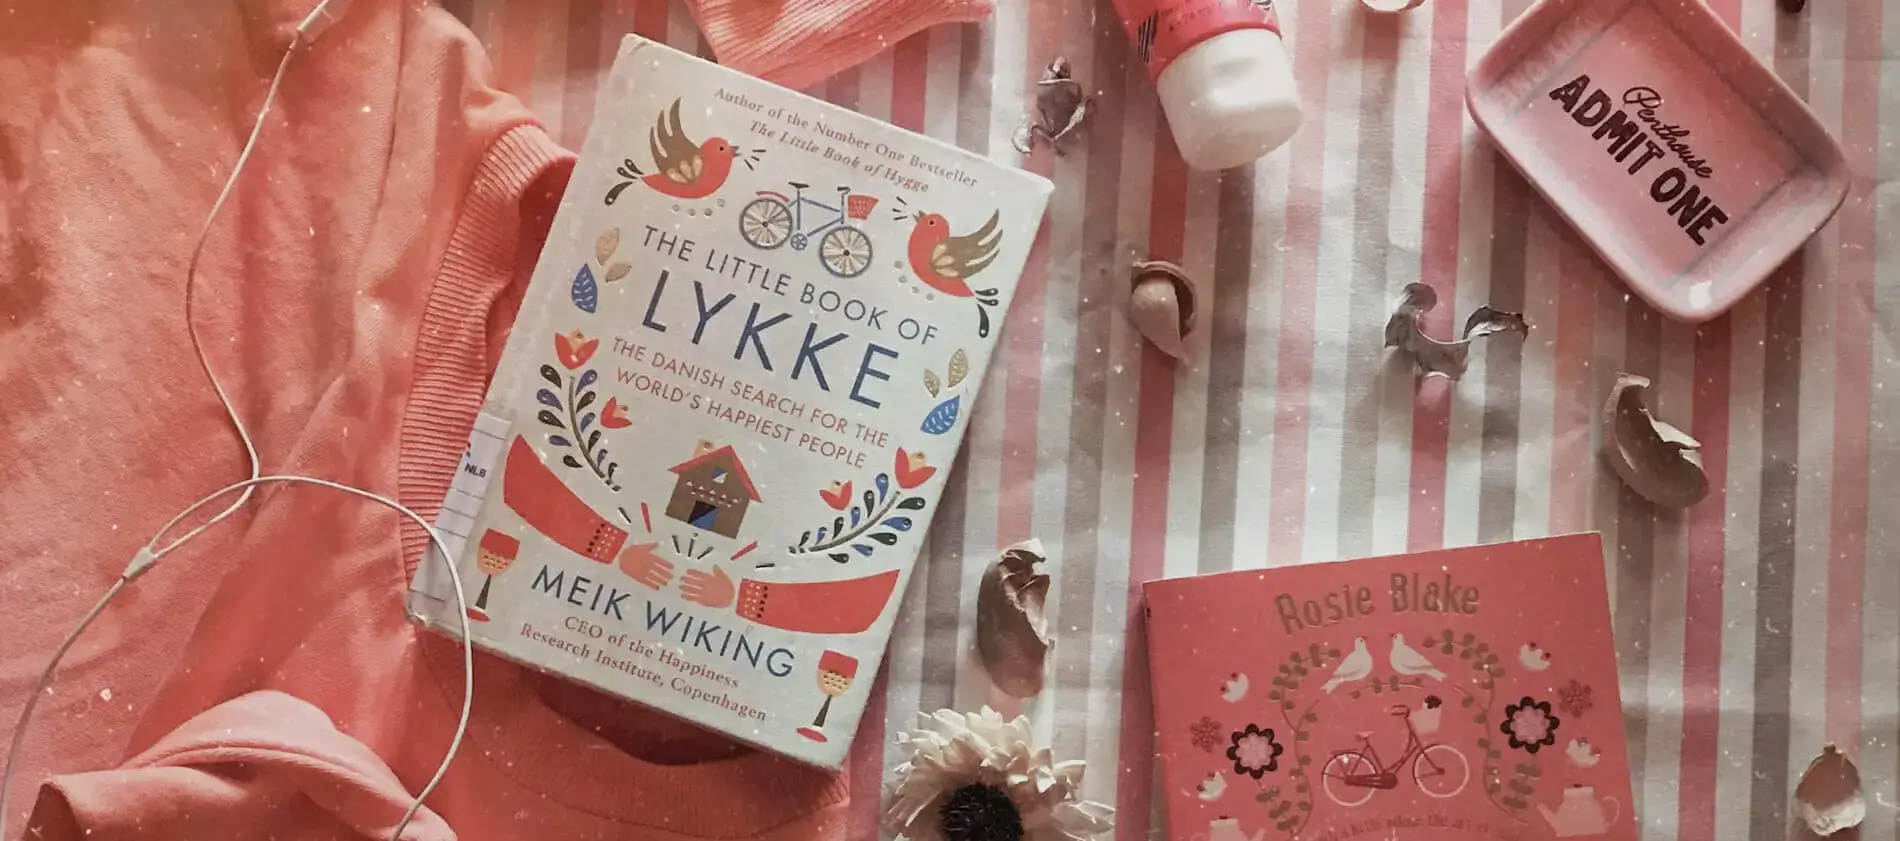 Author of the Number One Bestseller
The Little Book of Hygge
THE LITTLE BOOK OF
LYKKE
THE DANISH SEARCH FOR THE
WORLD'S HAPPIEST PEOPLE
NLB
MEIK WIKING
CEO of the Happiness
Research Institute, Copenhagen
Penthouse
ADMIT ONE
Rosie Blake